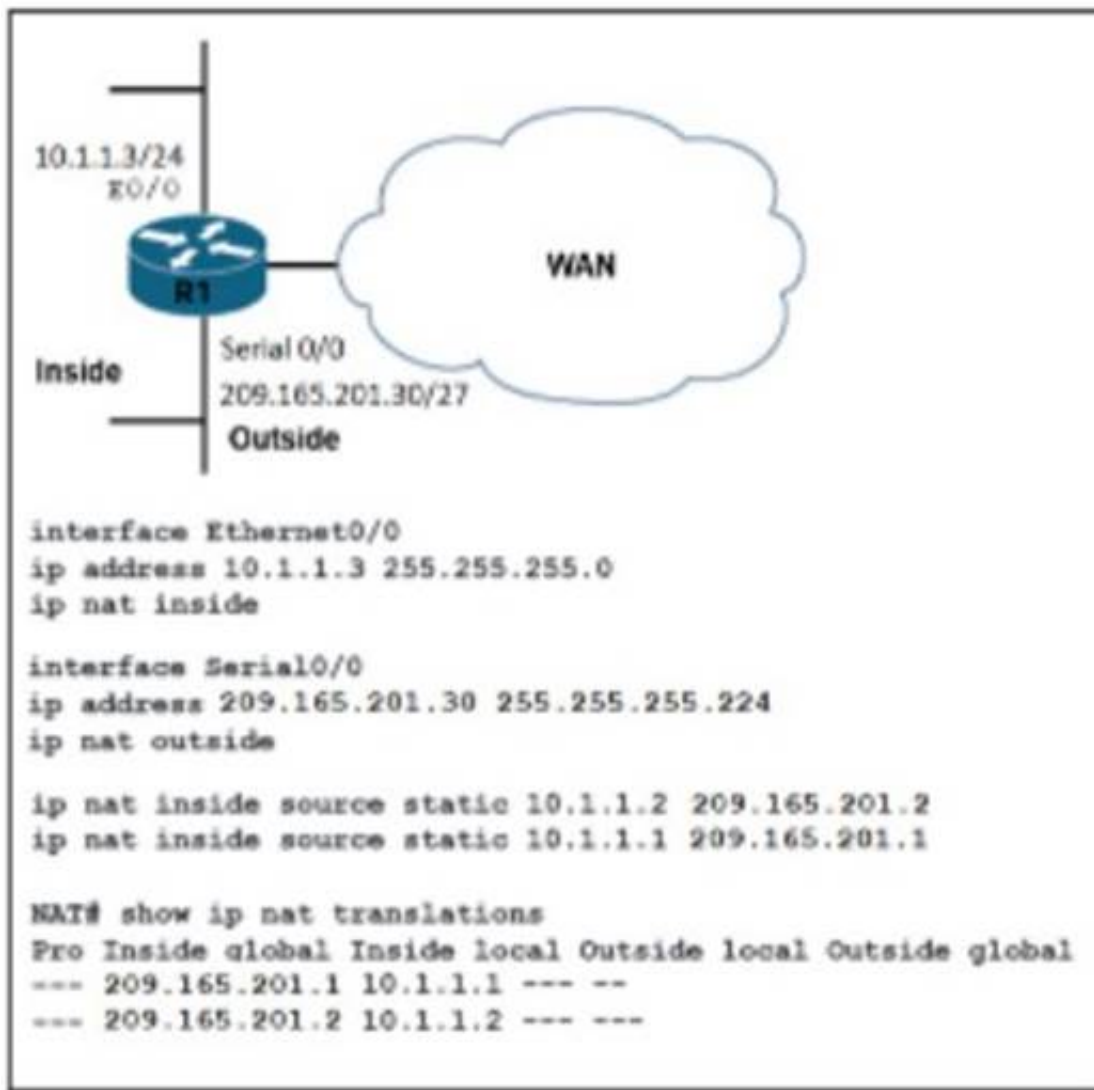 10.1.1.3/24
E0/0
R1
WAN
Inside
Serial 0/0
209.165.201.30/27
Outside
interface Ethernet0/0
ip address 10.1.1.3 255.255.255.0
ip nat inside
interface Serial0/0
ip address 209.165.201.30 255.255.255.224
ip nat outside
ip nat inside source static 10.1.1.2 209.165.201.2
ip nat inside source static 10.1.1.1 209.165.201.1
NAT# show ip nat translations
Pro Inside global Inside local Outside local Outside global
--- 209.165.201.1 10.1.1.1 --- --
--- 209.165.201.2 10.1.1.2 --- ---